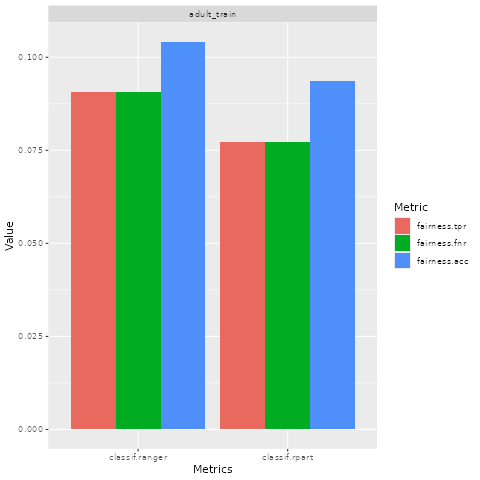 adult_train
0.100
0.075
0.050
0.025
0.000
Value
classif.ranger
classif.rpart
Metrics
Metric
fairness.tpr
fairness.fnr
fairness.acc